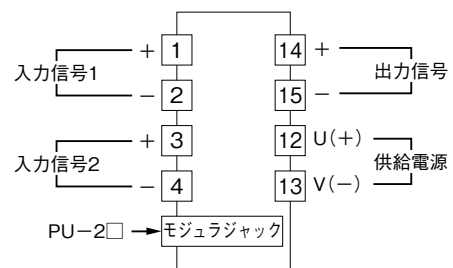 + 1 14 +
入力信号1 出力信号
− 2 15 −
+ 3 12 U(+)
入力信号2 供給電源
− 4 13 V(−)
PU−2□ モジュラジャック